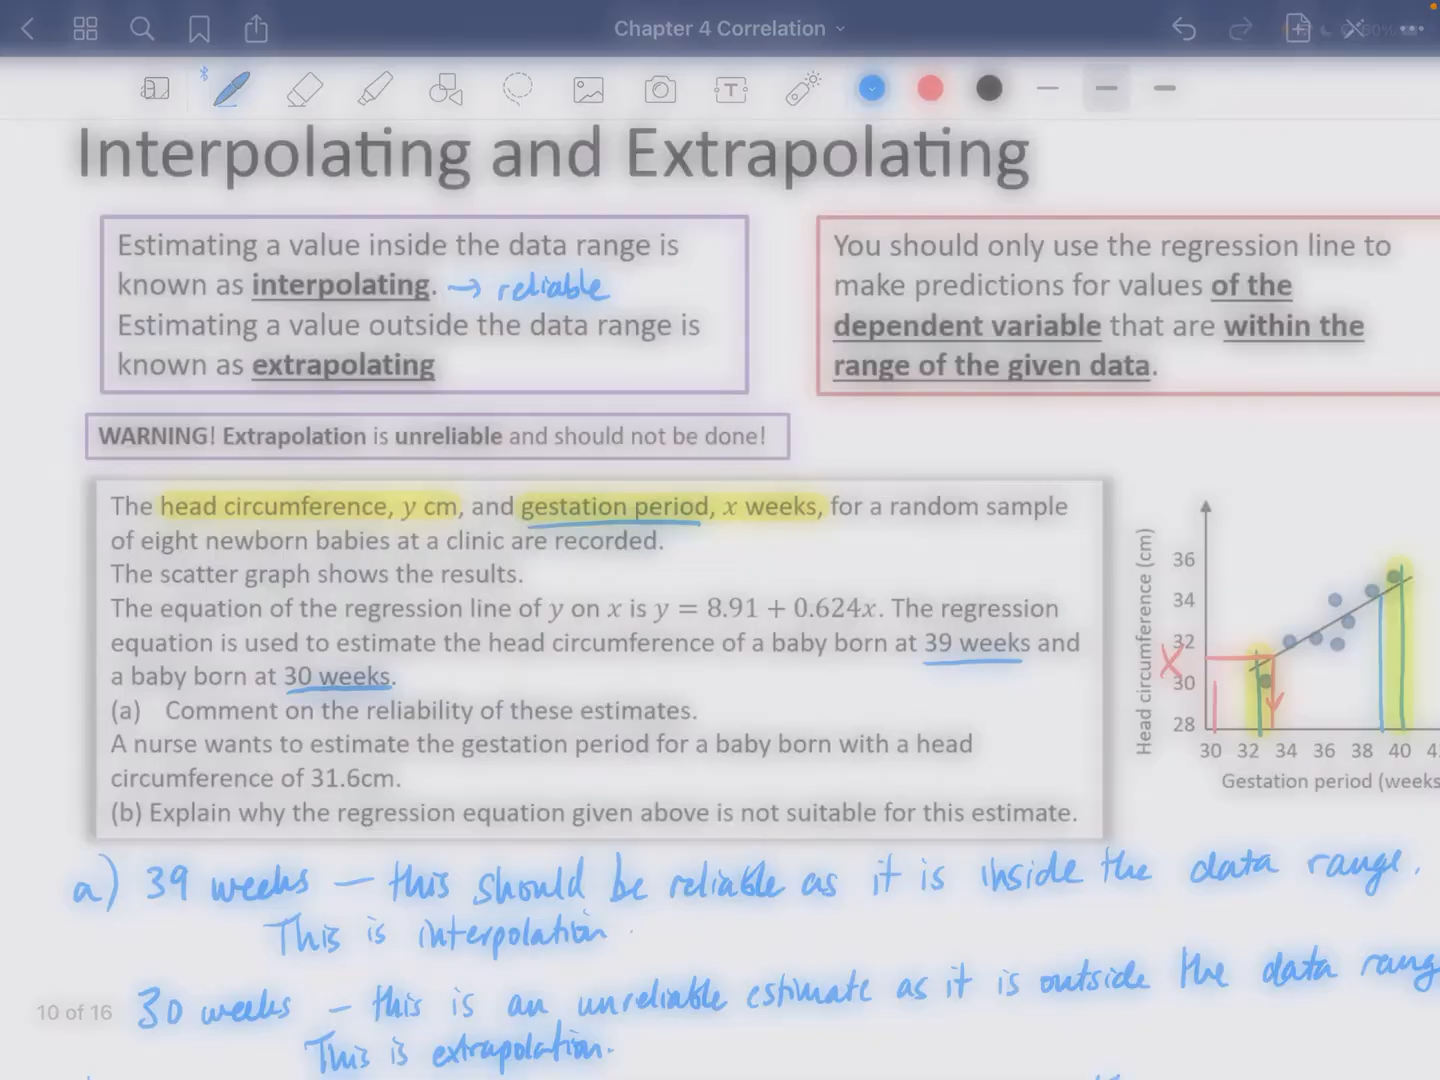 Chapter 4 Correlation
Interpolating and Extrapolating
Estimating a value inside the data range is
known as interpolating. → reliable
Estimating a value outside the data range is
known as extrapolating
You should only use the regression line to
make predictions for values of the
dependent variable that are within the
range of the given data.
WARNING! Extrapolation is unreliable and should not be done!
The head circumference, y cm, and gestation period, x weeks, for a random sample
of eight newborn babies at a clinic are recorded.
The scatter graph shows the results.
The equation of the regression line of y on x is y = 8.91 + 0.624x. The regression
equation is used to estimate the head circumference of a baby born at 39 weeks and
a baby born at 30 weeks.
(a) Comment on the reliability of these estimates.
A nurse wants to estimate the gestation period for a baby born with a head
circumference of 31.6cm.
(b) Explain why the regression equation given above is not suitable for this estimate.
Head circumference (cm)
36
34
32
X
30
28
30 32 34 36 38 40
Gestation period (weeks
a) 39 weeks – this should be reliable as it is inside the data range.
This is interpolation.
30 weeks – this is an unreliable estimate as it is outside the data rang
This is extrapolation.
10 of 16